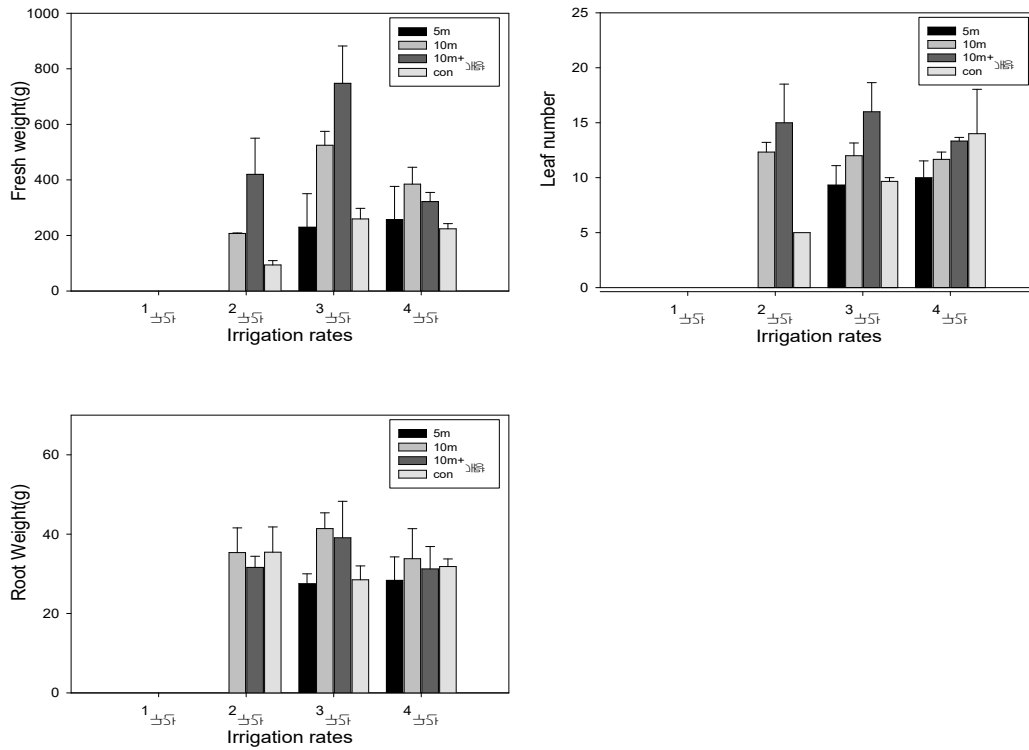 1000
800
600
400
200
0
Fresh weight(g)
5m
10m
10m+
con
1
2
3
4
Irrigation rates
25
20
15
10
5
0
Leaf number
5m
10m
10m+
con
1
2
3
4
Irrigation rates
60
40
20
0
Root Weight(g)
5m
10m
10m+
con
1
2
3
4
Irrigation rates